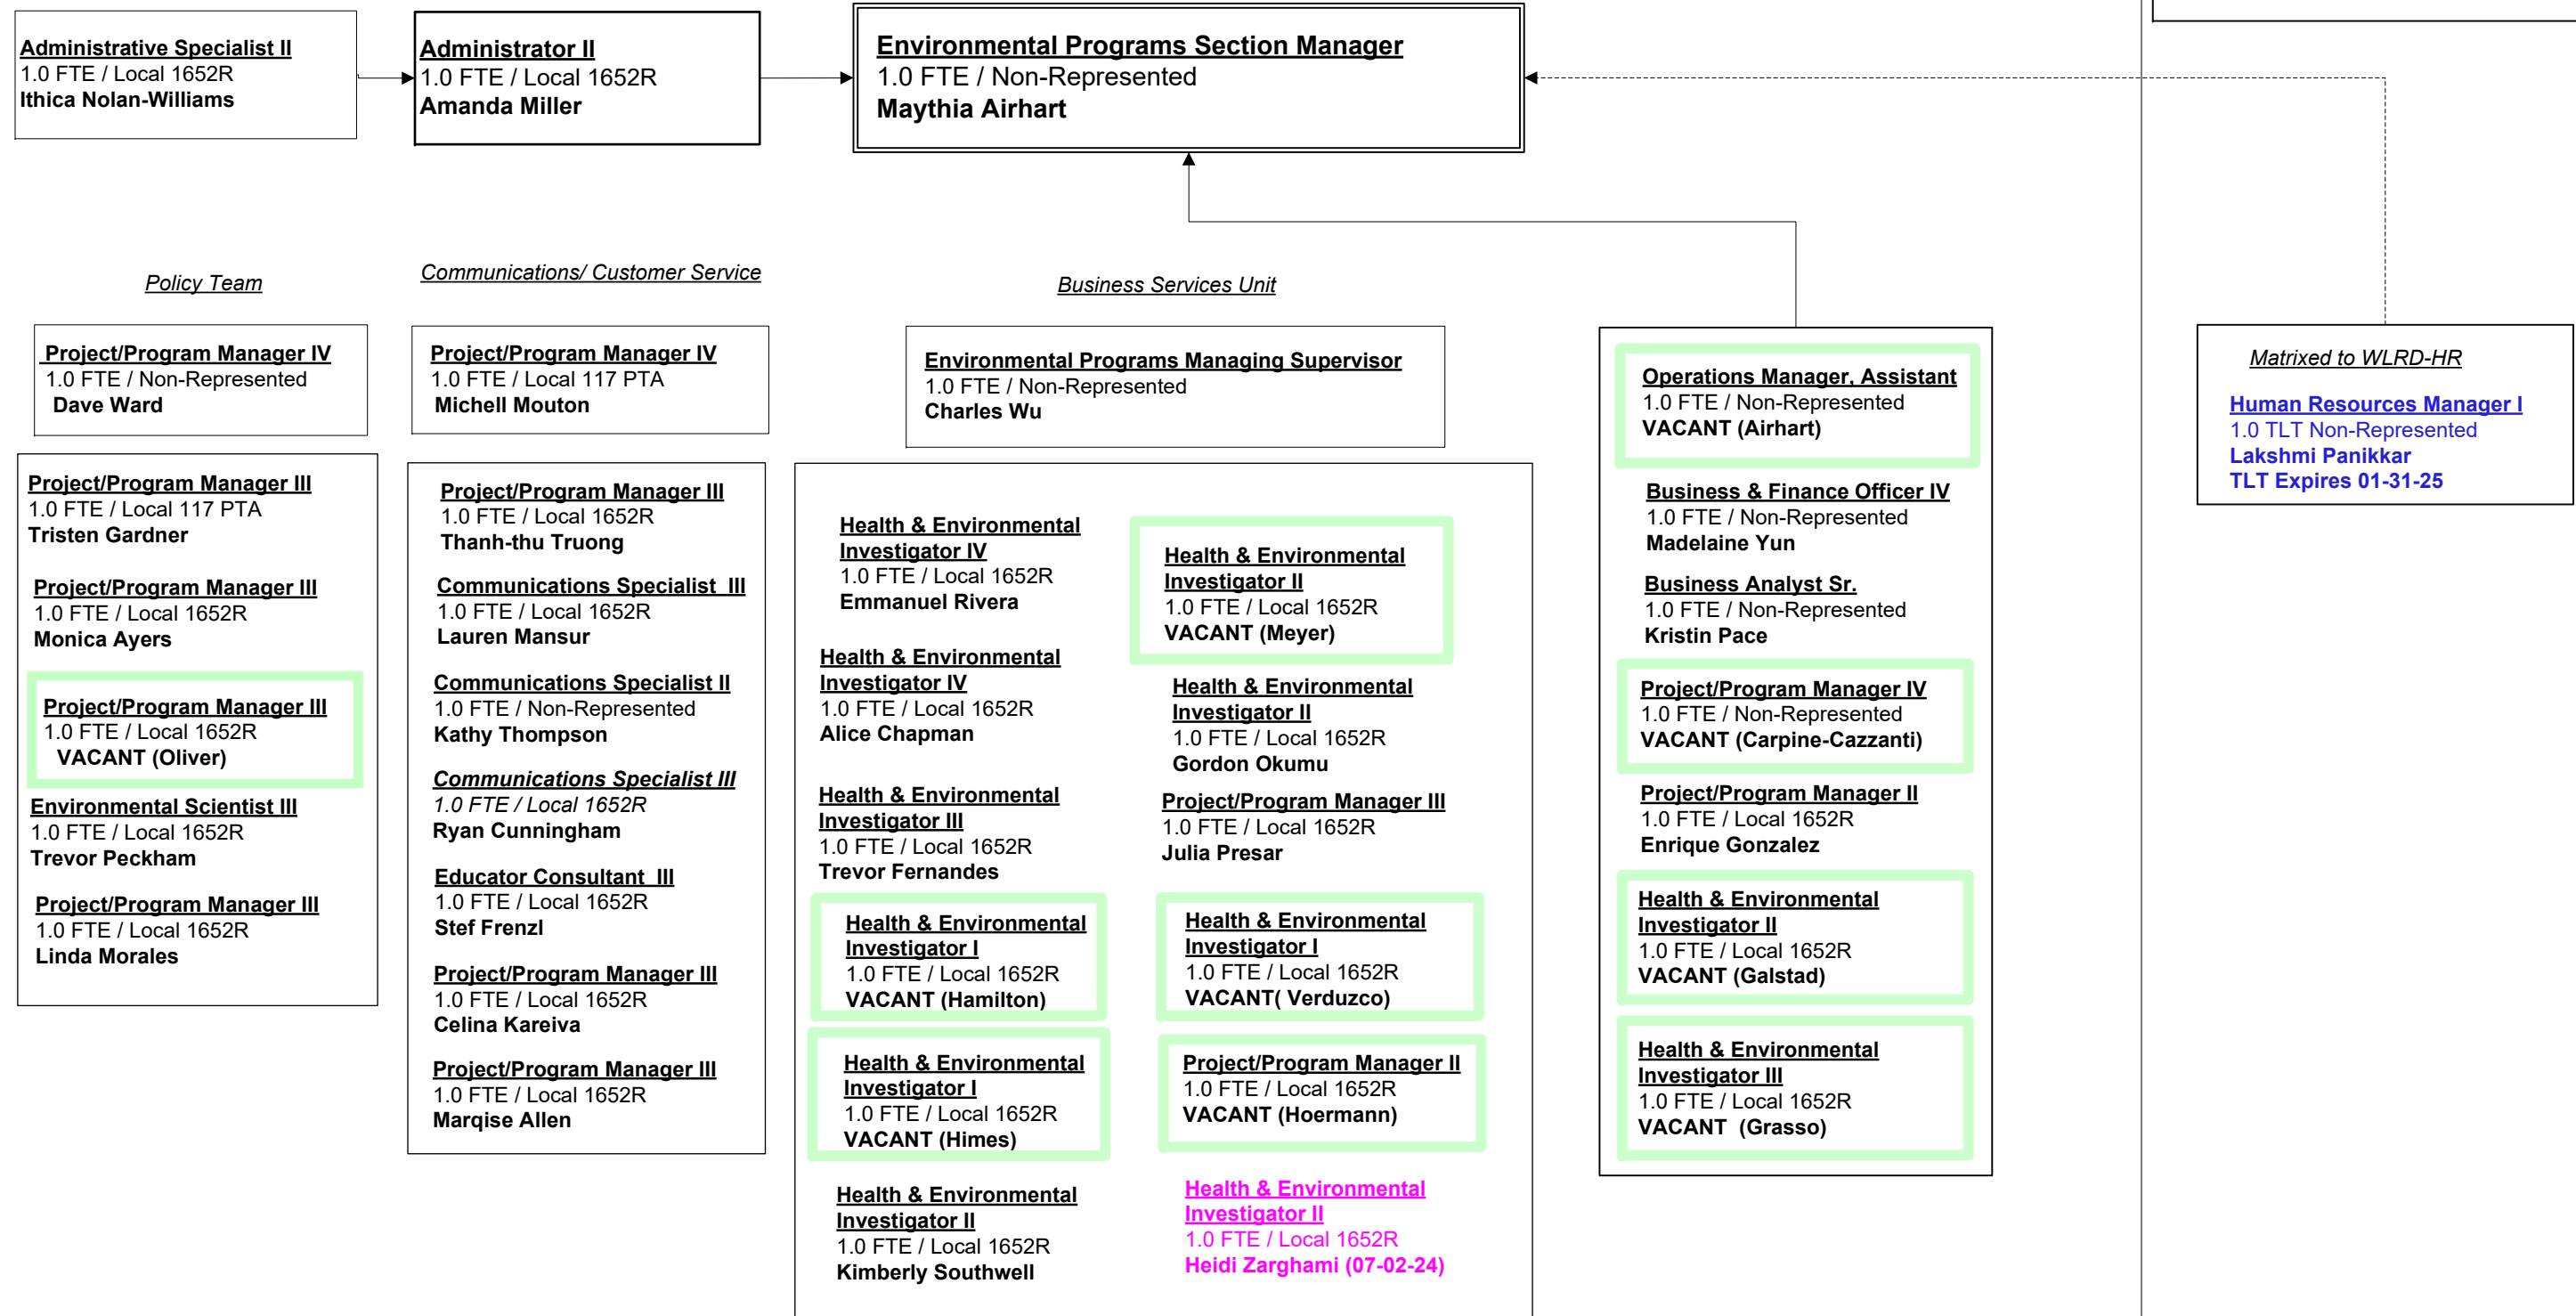 Administrative Specialist II
1.0 FTE / Local 1652R
Ithica Nolan-Williams
Administrator II
1.0 FTE / Local 1652R
Amanda Miller
Environmental Programs Section Manager
1.0 FTE / Non-Represented
Maythia Airhart
Policy Team
Project/Program Manager IV
1.0 FTE / Non-Represented
Dave Ward
Project/Program Manager III
1.0 FTE / Local 117 PTA
Tristen Gardner
Project/Program Manager III
1.0 FTE / Local 1652R
Monica Ayers
Project/Program Manager III
1.0 FTE / Local 1652R
VACANT (Oliver)
Environmental Scientist III
1.0 FTE / Local 1652R
Trevor Peckham
Project/Program Manager III
1.0 FTE / Local 1652R
Linda Morales
Communications/ Customer Service
Project/Program Manager IV
1.0 FTE / Local 117 PTA
Michell Mouton
Project/Program Manager III
1.0 FTE / Local 1652R
Thanh-thu Truong
Communications Specialist III
1.0 FTE / Local 1652R
Lauren Mansur
Communications Specialist II
1.0 FTE / Non-Represented
Kathy Thompson
Communications Specialist III
1.0 FTE / Local 1652R
Ryan Cunningham
Educator Consultant III
1.0 FTE / Local 1652R
Stef Frenzl
Project/Program Manager III
1.0 FTE / Local 1652R
Celina Kareiva
Project/Program Manager III
1.0 FTE / Local 1652R
Marqise Allen
Business Services Unit
Environmental Programs Managing Supervisor
1.0 FTE / Non-Represented
Charles Wu
Health & Environmental
Investigator IV
1.0 FTE / Local 1652R
Emmanuel Rivera
Health & Environmental
Investigator IV
1.0 FTE / Local 1652R
Alice Chapman
Health & Environmental
Investigator III
1.0 FTE / Local 1652R
Trevor Fernandes
Health & Environmental
Investigator I
1.0 FTE / Local 1652R
VACANT (Hamilton)
Health & Environmental
Investigator I
1.0 FTE / Local 1652R
VACANT (Himes)
Health & Environmental
Investigator II
1.0 FTE / Local 1652R
Kimberly Southwell
Health & Environmental
Investigator II
1.0 FTE / Local 1652R
VACANT (Meyer)
Health & Environmental
Investigator II
1.0 FTE / Local 1652R
Gordon Okumu
Project/Program Manager III
1.0 FTE / Local 1652R
Julia Presar
Health & Environmental
Investigator I
1.0 FTE / Local 1652R
VACANT( Verduzco)
Project/Program Manager II
1.0 FTE / Local 1652R
VACANT (Hoermann)
Health & Environmental
Investigator II
1.0 FTE / Local 1652R
Heidi Zarghami (07-02-24)
Operations Manager, Assistant
1.0 FTE / Non-Represented
VACANT (Airhart)
Business & Finance Officer IV
1.0 FTE / Non-Represented
Madelaine Yun
Business Analyst Sr.
1.0 FTE / Non-Represented
Kristin Pace
Project/Program Manager IV
1.0 FTE / Non-Represented
VACANT (Carpine-Cazzanti)
Project/Program Manager II
1.0 FTE / Local 1652R
Enrique Gonzalez
Health & Environmental
Investigator II
1.0 FTE / Local 1652R
VACANT (Galstad)
Health & Environmental
Investigator III
1.0 FTE / Local 1652R
VACANT (Grasso)
Matrixed to WLRD-HR
Human Resources Manager I
1.0 TLT Non-Represented
Lakshmi Panikkar
TLT Expires 01-31-25